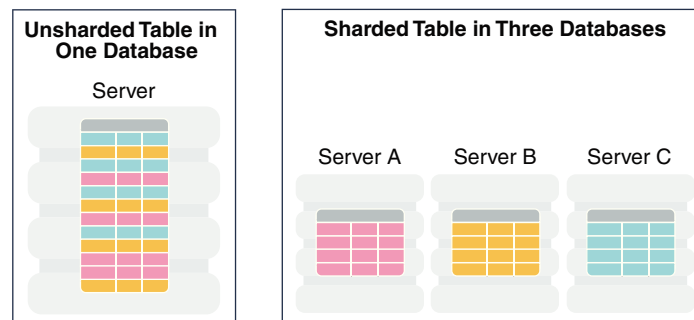 Unsharded Table in
One Database
Server
Sharded Table in Three Databases
Server A
Server B
Server C